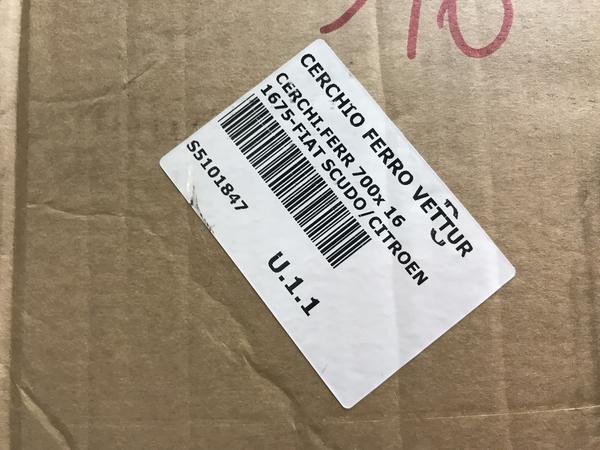 CERCHIO FERRO VETTUR
CERCHI.FERR 700x 16
1675-FIAT SCUDO/CITROEN
S5101847
U.1.1